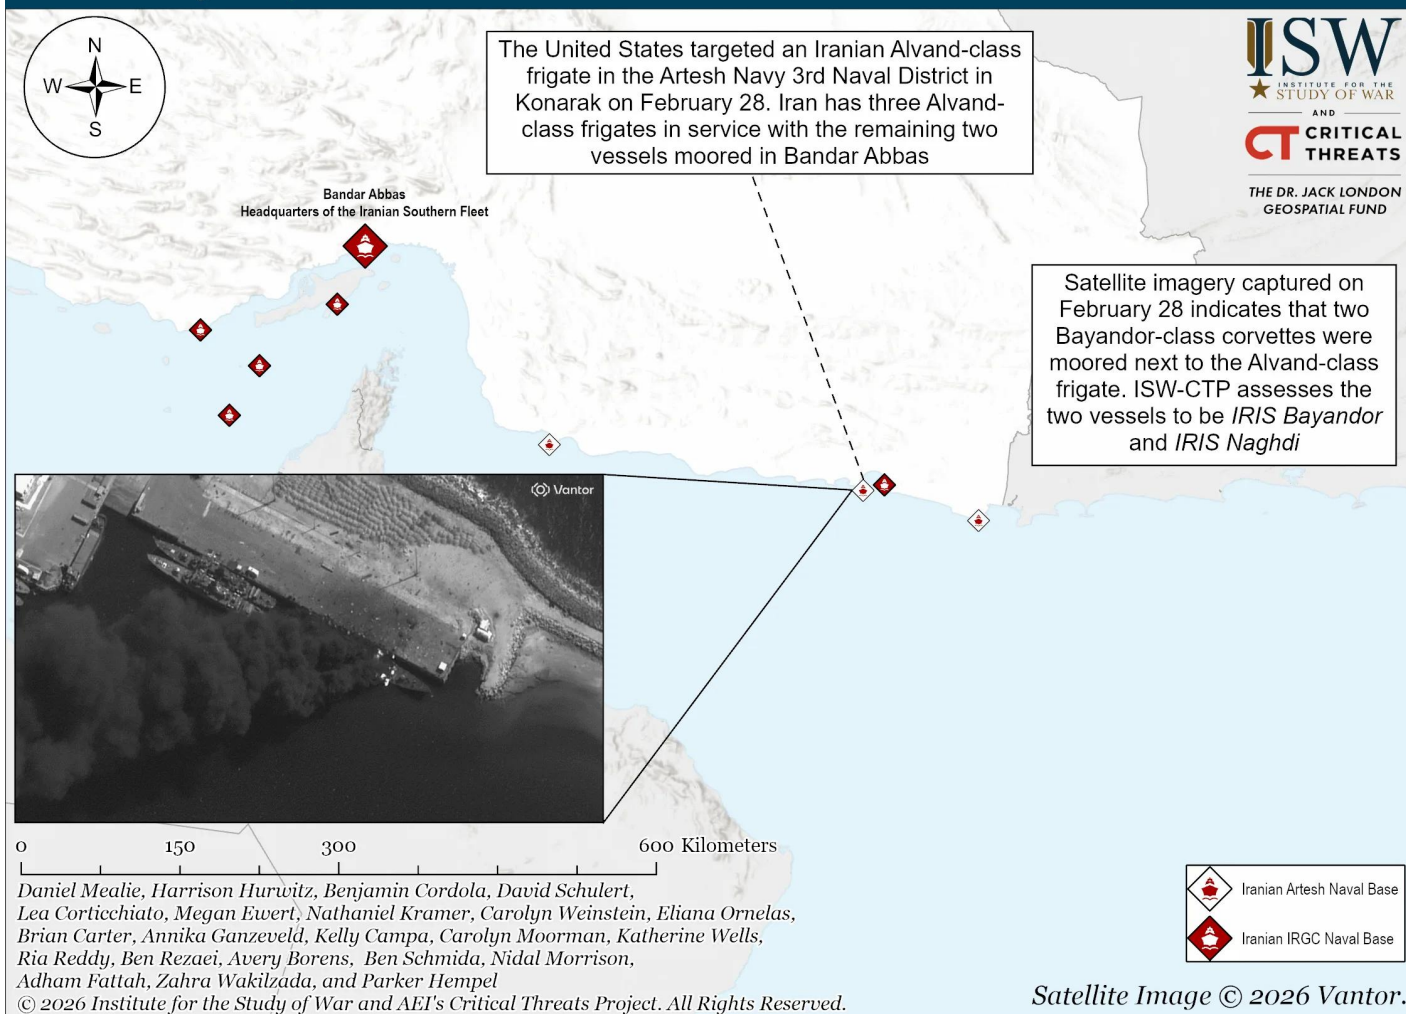 N
W
E
S
The United States targeted an Iranian Alvand-class
frigate in the Artesh Navy 3rd Naval District in
Konarak on February 28. Iran has three Alvand-
class frigates in service with the remaining two
vessels moored in Bandar Abbas
ISW
INSTITUTE FOR THE
STUDY OF WAR
AND
CT CRITICAL
THREATS
THE DR. JACK LONDON
GEOSPATIAL FUND
Bandar Abbas
Headquarters of the Iranian Southern Fleet
Satellite imagery captured on
February 28 indicates that two
Bayandor-class corvettes were
moored next to the Alvand-class
frigate. ISW-CTP assesses the
two vessels to be IRIS Bayandor
and IRIS Naghdi
Vantor
0 150 300 600 Kilometers
Daniel Mealie, Harrison Hurwitz, Benjamin Cordola, David Schulert,
Lea Corticchiato, Megan Ewert, Nathaniel Kramer, Carolyn Weinstein, Eliana Ornelas,
Brian Carter, Annika Ganzeveld, Kelly Campa, Carolyn Moorman, Katherine Wells,
Ria Reddy, Ben Rezaei, Avery Borens, Ben Schmida, Nidal Morrison,
Adham Fattah, Zahra Wakilzada, and Parker Hempel
© 2026 Institute for the Study of War and AEI's Critical Threats Project. All Rights Reserved.
Iranian Artesh Naval Base
Iranian IRGC Naval Base
Satellite Image © 2026 Vantor.